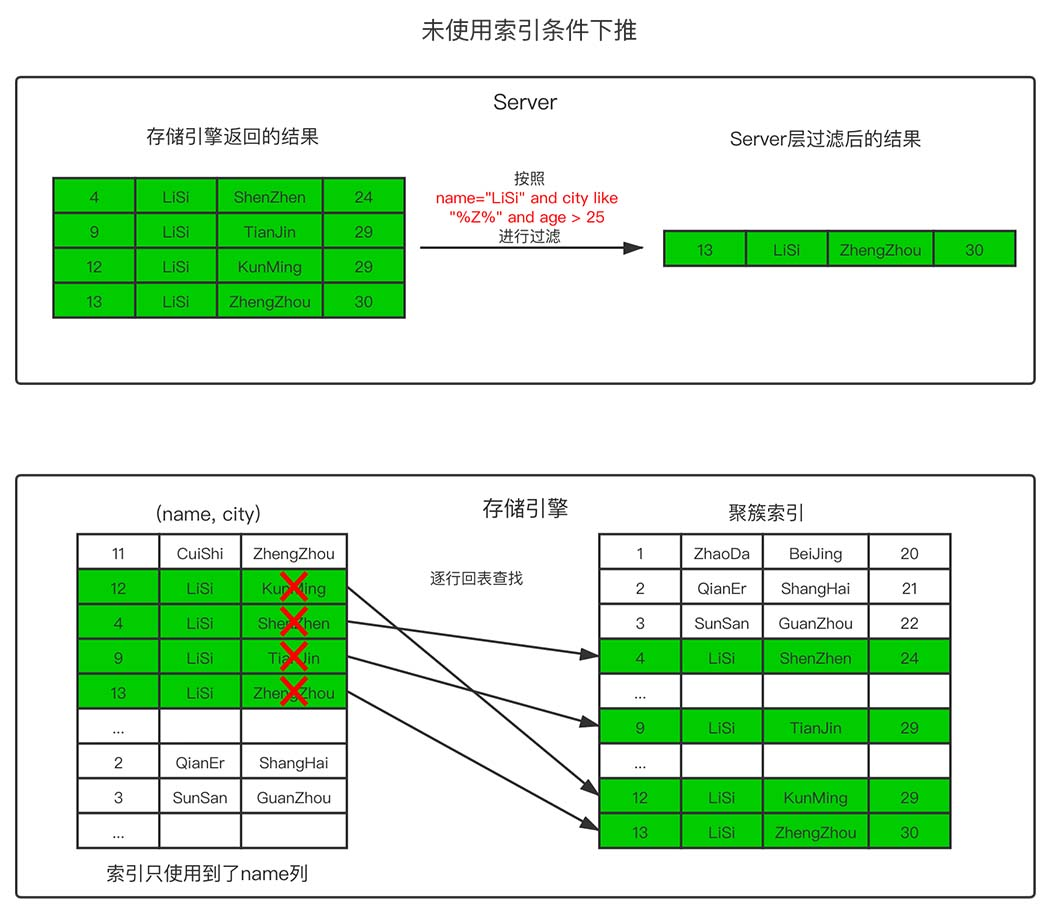 未使用索引条件下推
Server
存储引擎返回的结果
4 LiSi ShenZhen 24
9 LiSi TianJin 29
12 LiSi KunMing 29
13 LiSi ZhengZhou 30
按照
name="LiSi" and city like
"%Z%" and age > 25
进行过滤
Server层过滤后的结果
13 LiSi ZhengZhou 30
存储引擎
(name, city)
11 CuiShi ZhengZhou
12 LiSi KunMing
4 LiSi ShenZhen
9 LiSi TianJin
13 LiSi ZhengZhou
...
2 QianEr ShangHai
3 SunSan GuanZhou
...
索引只使用到了name列
逐行回表查找
聚簇索引
1 ZhaoDa BeiJing 20
2 QianEr ShangHai 21
3 SunSan GuanZhou 22
4 LiSi ShenZhen 24
...
9 LiSi TianJin 29
...
12 LiSi KunMing 29
13 LiSi ZhengZhou 30